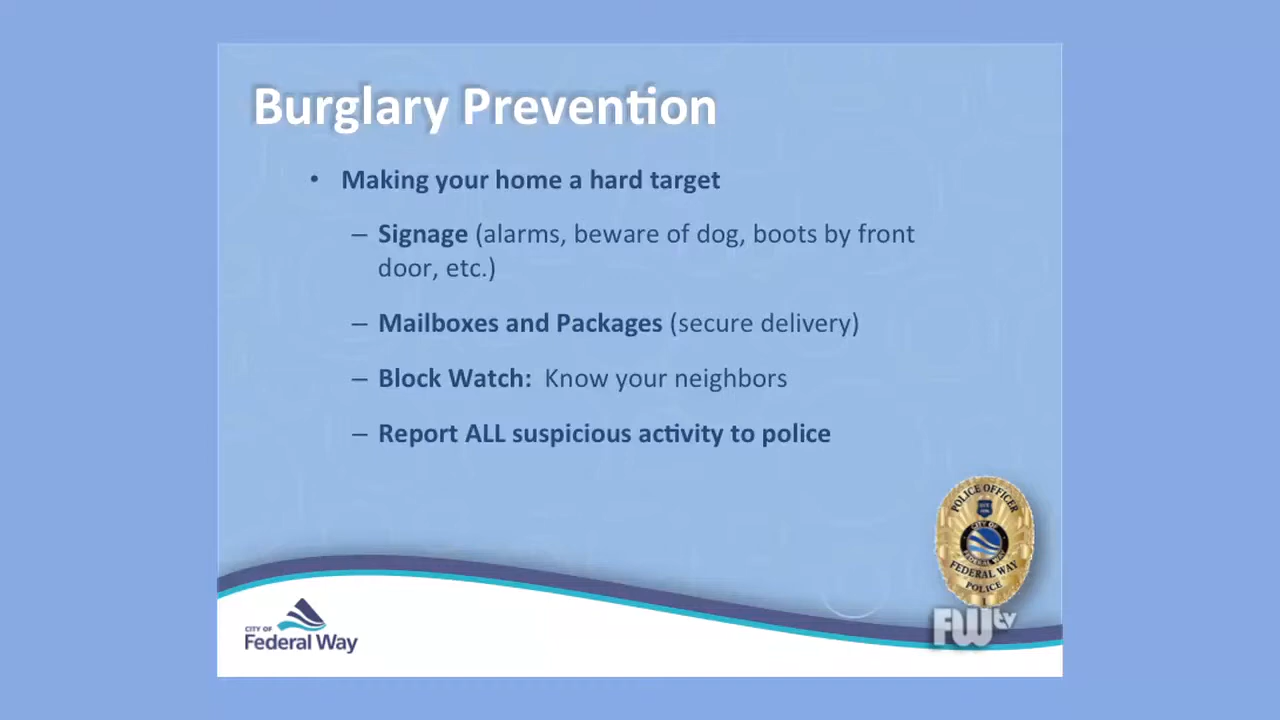 Burglary Prevention
• Making your home a hard target
– Signage (alarms, beware of dog, boots by front
door, etc.)
– Mailboxes and Packages (secure delivery)
– Block Watch:  Know your neighbors
– Report ALL suspicious activity to police
POLICE OFFICER
CITY OF
FEDERAL WAY
POLICE
CITY OF
Federal Way
FWtv